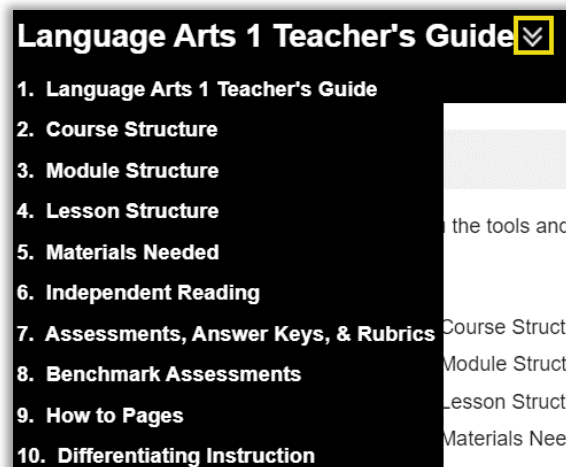 Language Arts 1 Teacher's Guide
1. Language Arts 1 Teacher's Guide
2. Course Structure
3. Module Structure
4. Lesson Structure
the tools and
5. Materials Needed
6. Independent Reading
7. Assessments, Answer Keys, & Rubrics
Course Struct
8. Benchmark Assessments
Module Struct
9. How to Pages
Lesson Struct
10. Differentiating Instruction
Materials Nee